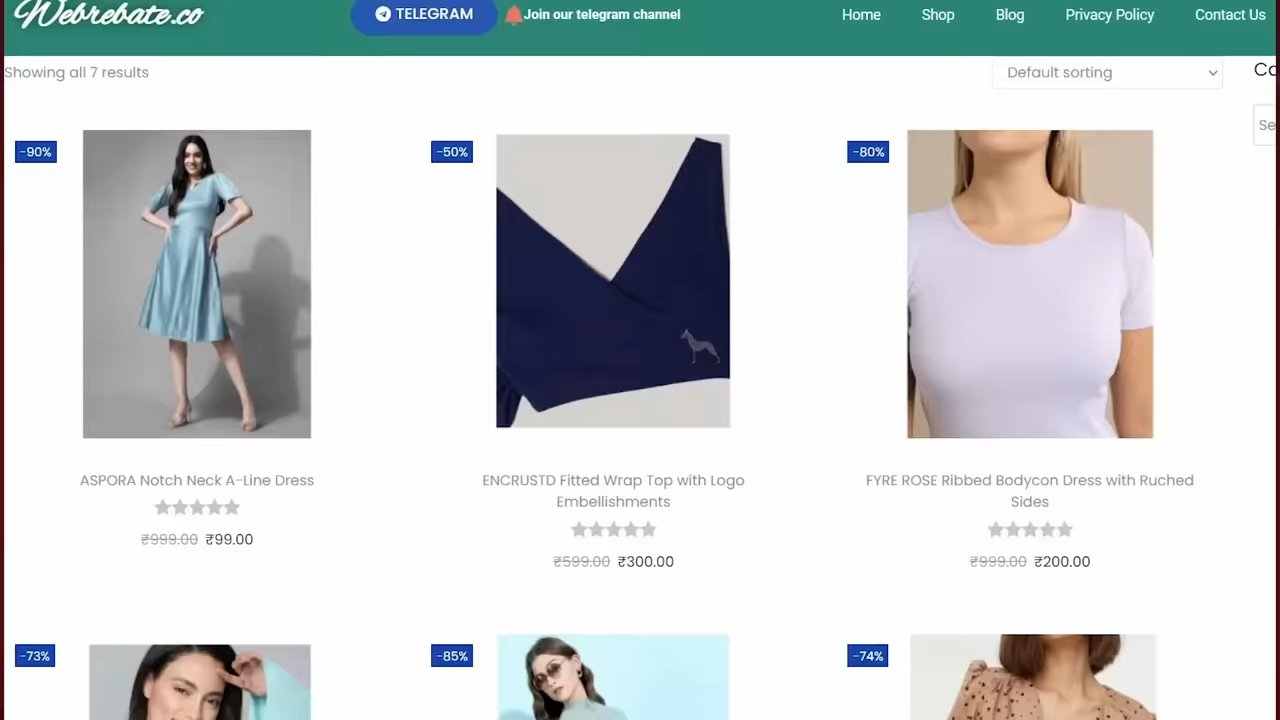 Webrebate.co
TELEGRAM
Join our telegram channel
Home
Shop
Blog
Privacy Policy
Contact Us
Showing all 7 results
Default sorting
Co
Se
-90%
-50%
-80%
ASPORA Notch Neck A-Line Dress
₹999.00 ₹99.00
ENCRUSTD Fitted Wrap Top with Logo
Embellishments
₹599.00 ₹300.00
FYRE ROSE Ribbed Bodycon Dress with Ruched
Sides
₹999.00 ₹200.00
-73%
-85%
-74%